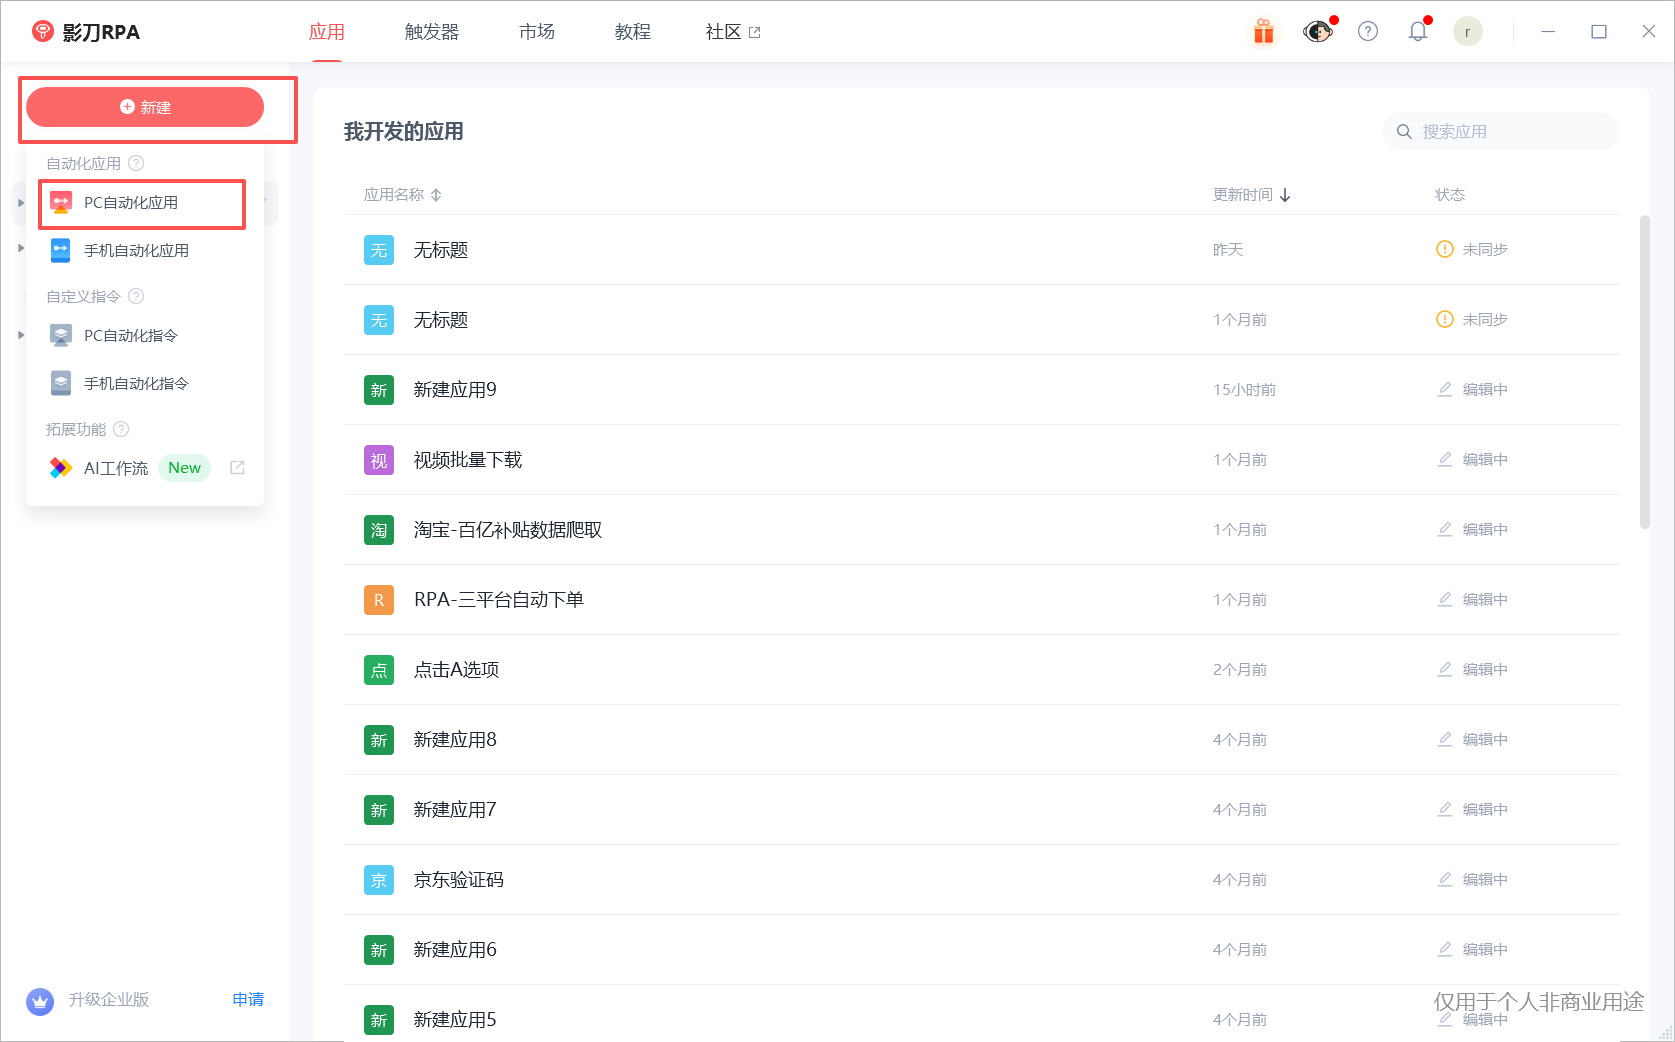 影刀RPA
应用
触发器
市场
教程
社区
r
新建
自动化应用
PC自动化应用
手机自动化应用
自定义指令
PC自动化指令
手机自动化指令
拓展功能
AI工作流 New
升级企业版 申请
我开发的应用
搜索应用
应用名称 更新时间 状态
无 无标题 昨天 未同步
无 无标题 1个月前 未同步
新 新建应用9 15小时前 编辑中
视 视频批量下载 1个月前 编辑中
淘 淘宝-百亿补贴数据爬取 1个月前 编辑中
R RPA-三平台自动下单 1个月前 编辑中
点 点击A选项 2个月前 编辑中
新 新建应用8 4个月前 编辑中
新 新建应用7 4个月前 编辑中
京 京东验证码 4个月前 编辑中
新 新建应用6 4个月前 编辑中
新 新建应用5 4个月前 编辑中
仅用于个人非商业用途